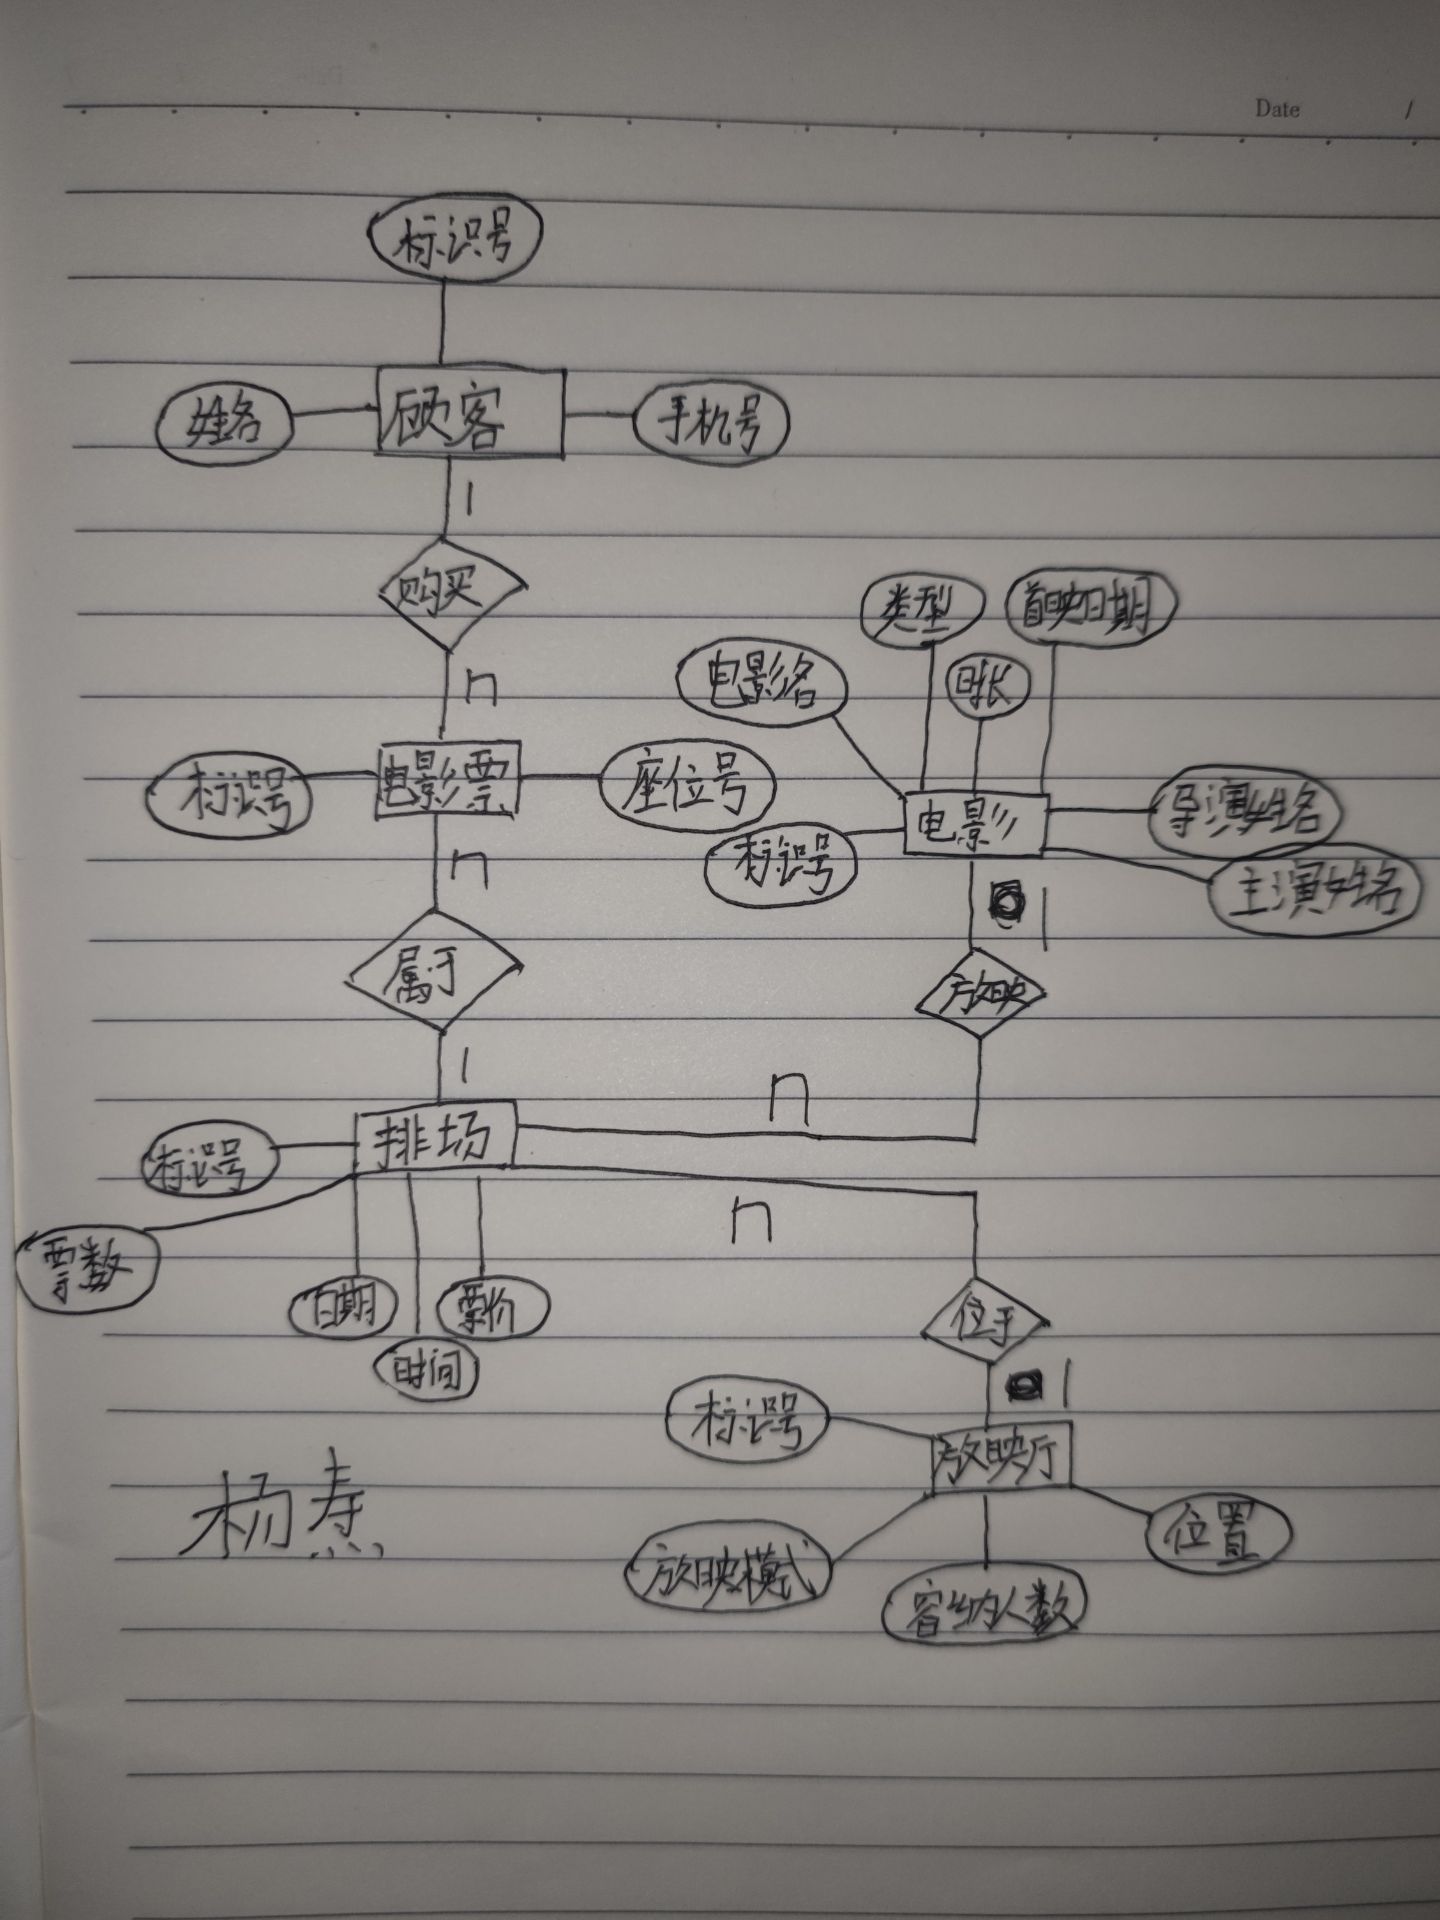 Date /
标识号
姓名 顾客 手机号
1
购买
n
类型 首映日期
电影名 时长
标识号 电影票 座位号
电影 导演姓名
标识号 主演姓名
n
1
属于 放映
1
n
标识号 排场
n
票数
日期 票价
时间
位于
1
标识号
放映厅
杨焘
位置
放映模式
容纳人数